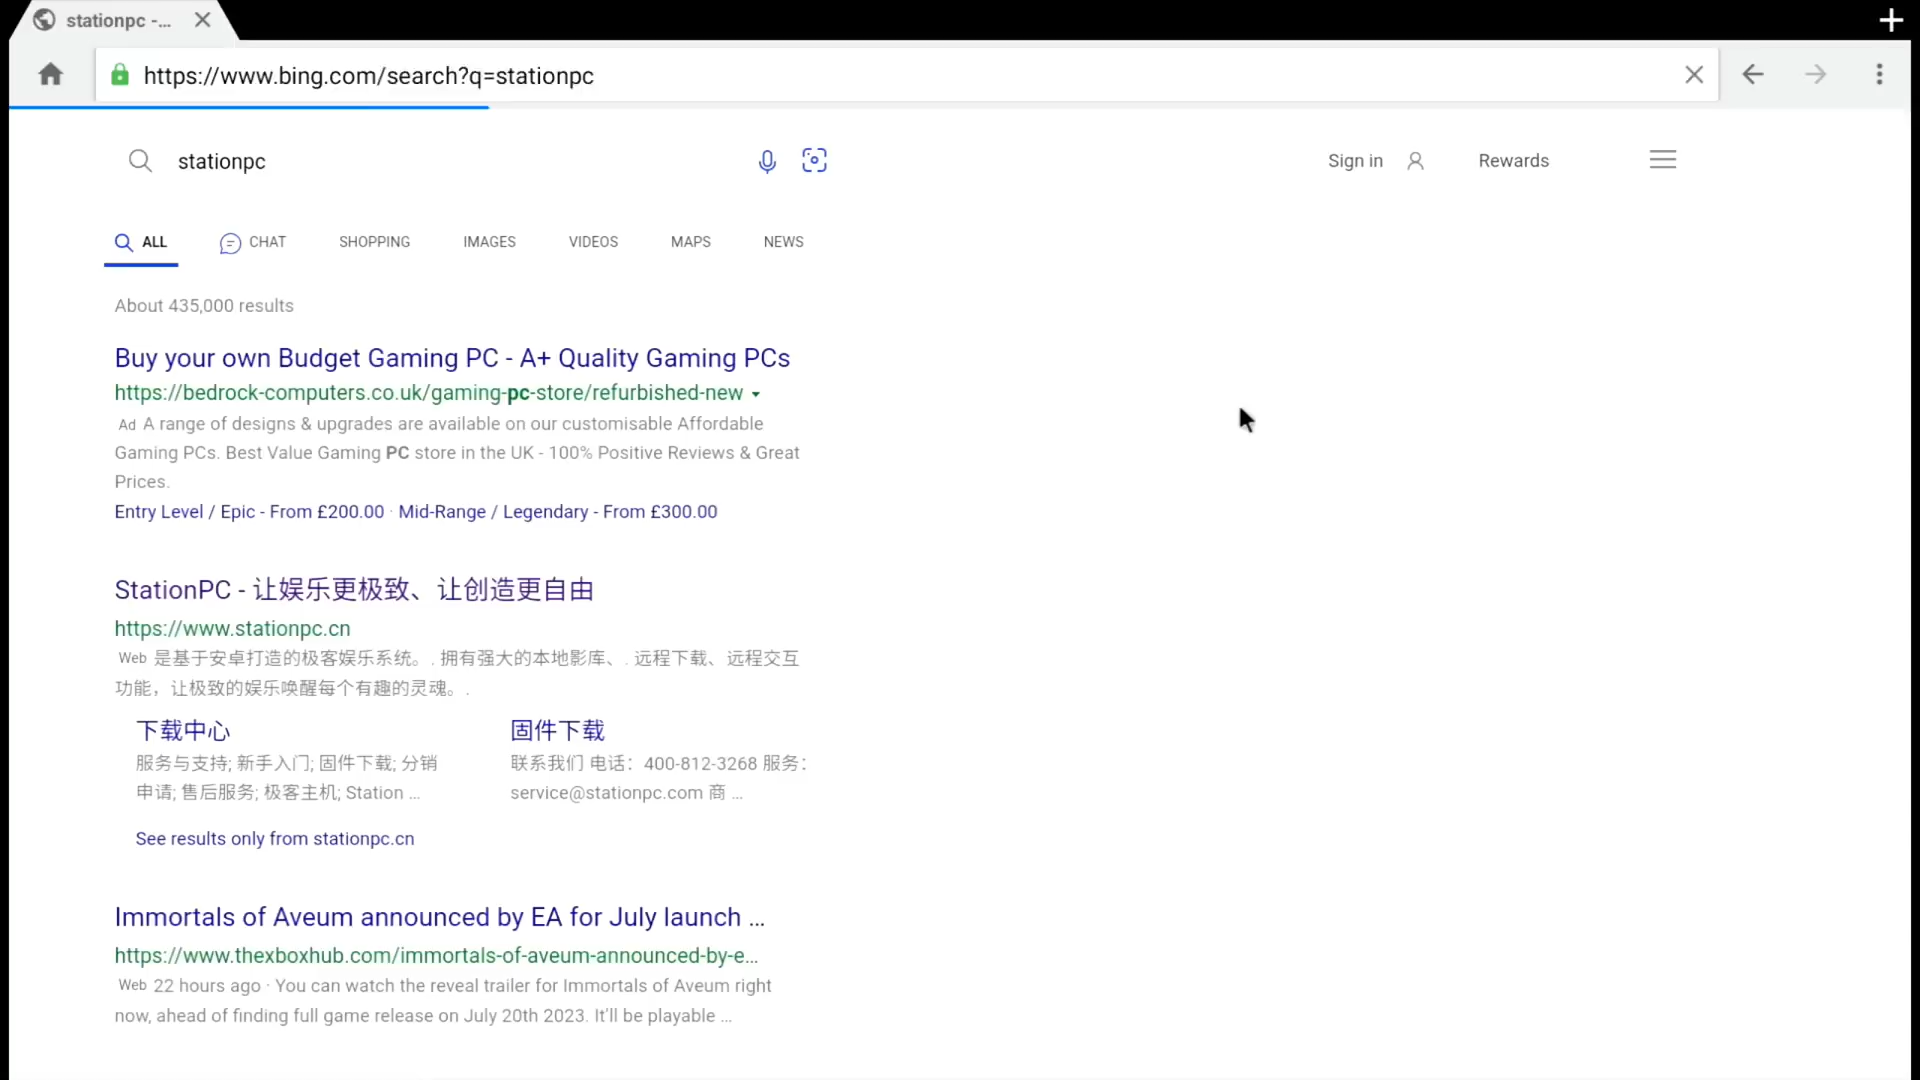 stationpc -...
https://www.bing.com/search?q=stationpc
stationpc
Sign in
Rewards
ALL
CHAT
SHOPPING
IMAGES
VIDEOS
MAPS
NEWS
About 435,000 results
Buy your own Budget Gaming PC - A+ Quality Gaming PCs
https://bedrock-computers.co.uk/gaming-pc-store/refurbished-new
Ad A range of designs & upgrades are available on our customisable Affordable
Gaming PCs. Best Value Gaming PC store in the UK - 100% Positive Reviews & Great
Prices.
Entry Level / Epic - From £200.00 · Mid-Range / Legendary - From £300.00
StationPC - 让娱乐更极致、让创造更自由
https://www.stationpc.cn
Web 是基于安卓打造的极客娱乐系统。. 拥有强大的本地影库、. 远程下载、远程交互
功能，让极致的娱乐唤醒每个有趣的灵魂。.
下载中心
服务与支持; 新手入门; 固件下载; 分销
申请; 售后服务; 极客主机; Station ...
固件下载
联系我们 电话：400-812-3268 服务：
service@stationpc.com 商 ...
See results only from stationpc.cn
Immortals of Aveum announced by EA for July launch ...
https://www.thexboxhub.com/immortals-of-aveum-announced-by-e...
Web 22 hours ago · You can watch the reveal trailer for Immortals of Aveum right
now, ahead of finding full game release on July 20th 2023. It'll be playable ...